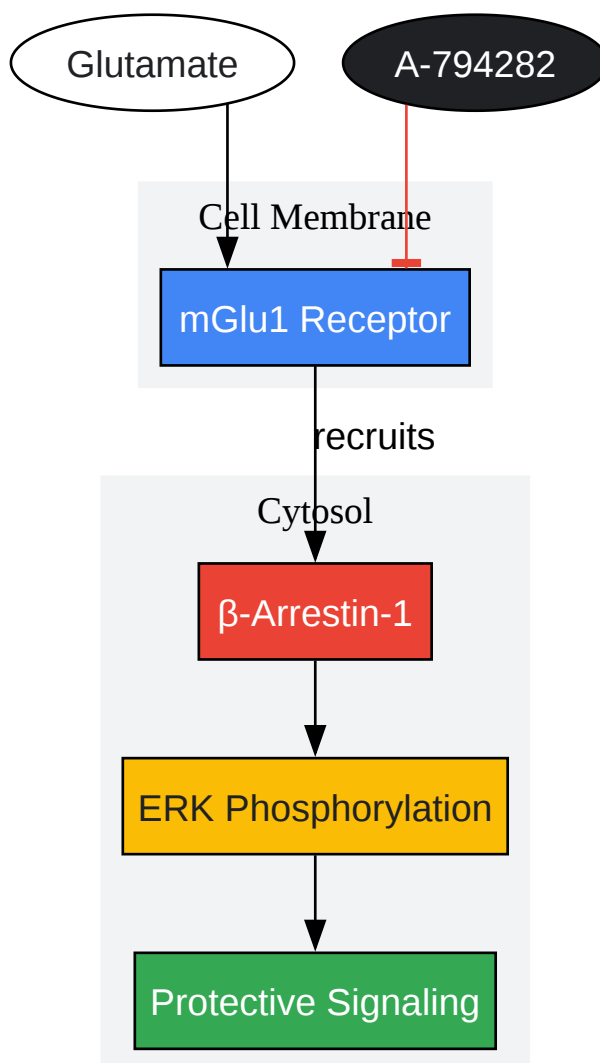 Glutamate
A-794282
Cell Membrane
mGlu1 Receptor
recruits
Cytosol
β-Arrestin-1
ERK Phosphorylation
Protective Signaling